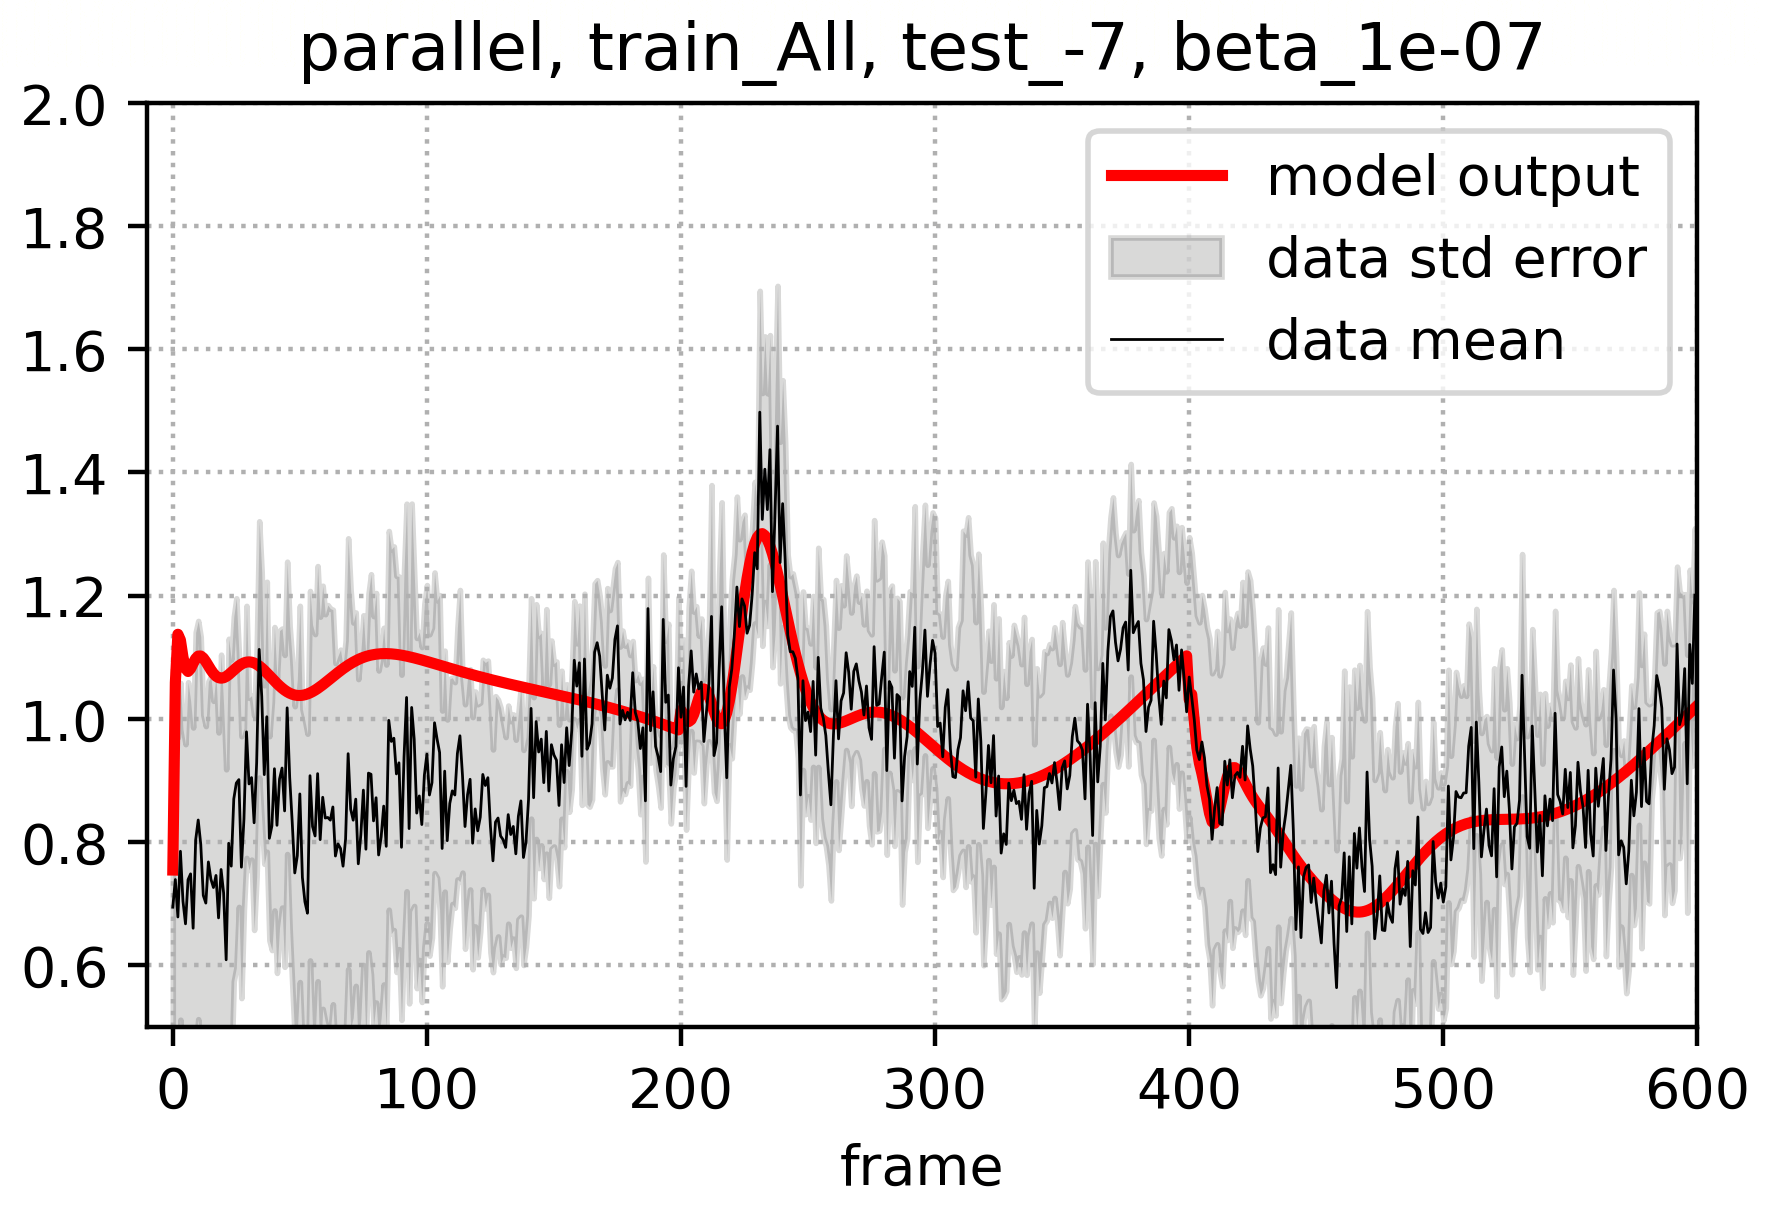 parallel, train_All, test_-7, beta_1e-07
2.0
1.8
1.6
1.4
1.2
1.0
0.8
0.6
model output
data std error
data mean
0 100 200 300 400 500 600
frame